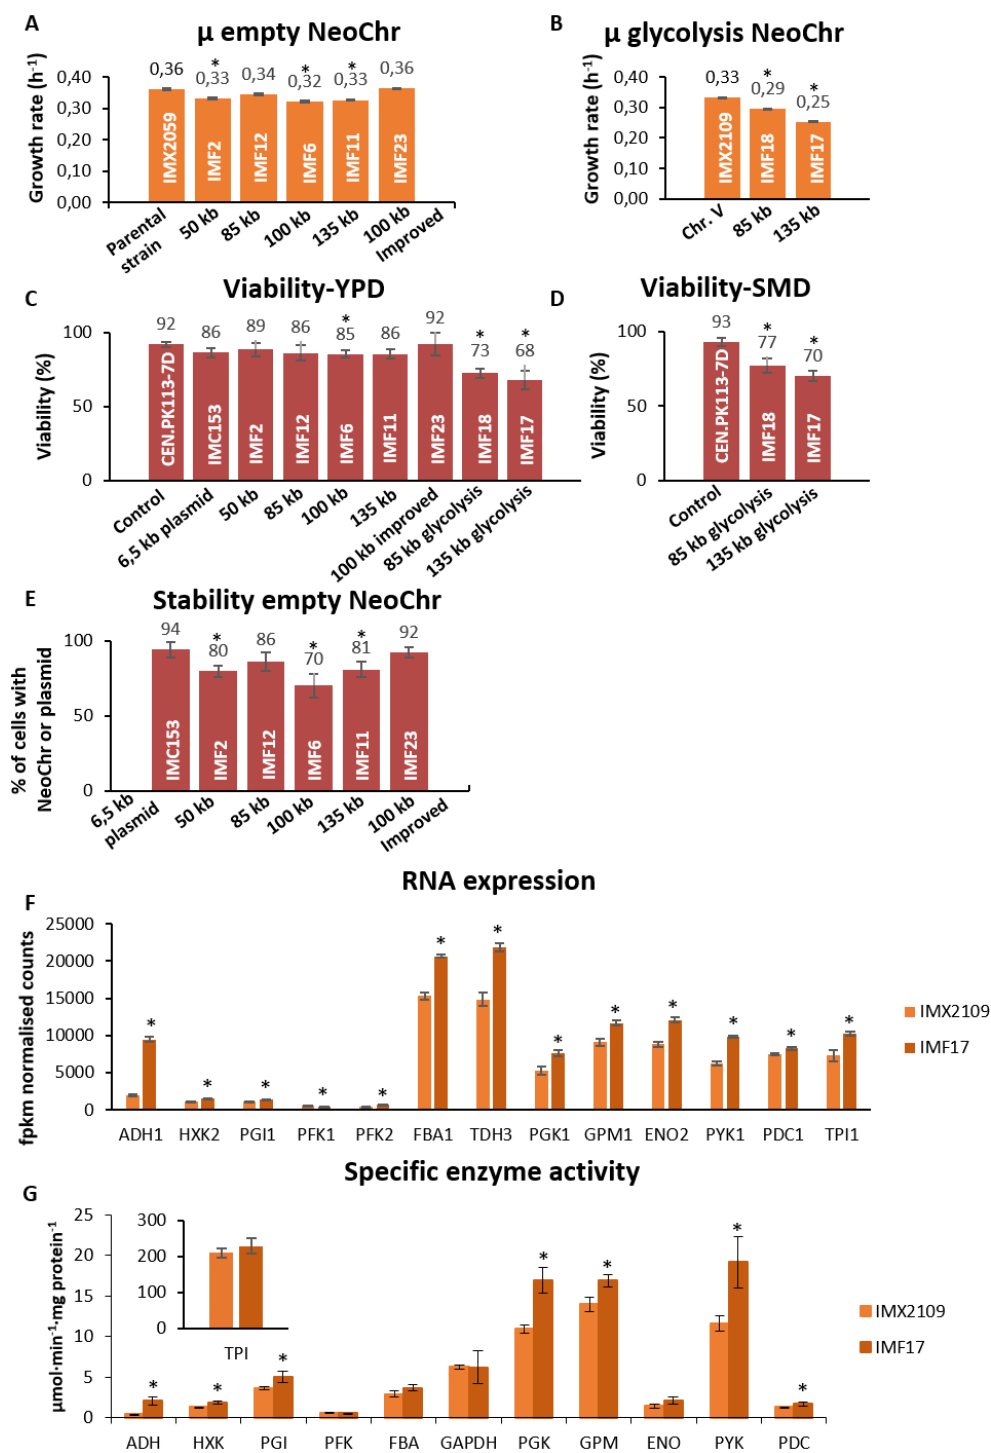 A
μ empty NeoChr
Growth rate (h⁻¹)
0,40
0,30
0,20
0,10
0,00
0,36
*
0,33
0,34
*
0,32
*
0,33
0,36
IMX2059
IMF2
IMF12
IMF6
IMF11
IMF23
Parental strain
50 kb
85 kb
100 kb
135 kb
100 kb Improved
B
μ glycolysis NeoChr
Growth rate (h⁻¹)
0,40
0,30
0,20
0,10
0,00
0,33
*
0,29
*
0,25
IMX2109
IMF18
IMF17
Chr. V
85 kb
135 kb
C
Viability-YPD
Viability (%)
100
50
0
92
86
89
86
*
85
86
92
*
73
*
68
CEN.PK113-7D
IMC153
IMF2
IMF12
IMF6
IMF11
IMF23
IMF18
IMF17
Control
6,5 kb plasmid
50 kb
85 kb
100 kb
135 kb
100 kb improved
85 kb glycolysis
135 kb glycolysis
D
Viability-SMD
Viability (%)
100
50
0
93
*
77
*
70
CEN.PK113-7D
IMF18
IMF17
Control
85 kb glycolysis
135 kb glycolysis
E
Stability empty NeoChr
% of cells with
NeoChr or plasmid
100
50
0
94
*
80
86
*
70
*
81
92
IMC153
IMF2
IMF12
IMF6
IMF11
IMF23
6,5 kb plasmid
50 kb
85 kb
100 kb
135 kb
100 kb Improved
F
RNA expression
fpkm normalised counts
25000
20000
15000
10000
5000
0
* * * * * * * * * * * * *
ADH1 HXK2 PGI1 PFK1 PFK2 FBA1 TDH3 PGK1 GPM1 ENO2 PYK1 PDC1 TPI1
IMX2109
IMF17
G
Specific enzyme activity
μmol·min⁻¹·mg protein⁻¹
25
20
15
10
5
0
300
200
100
0
TPI
* * * * * * *
ADH HXK PGI PFK FBA GAPDH PGK GPM ENO PYK PDC
IMX2109
IMF17